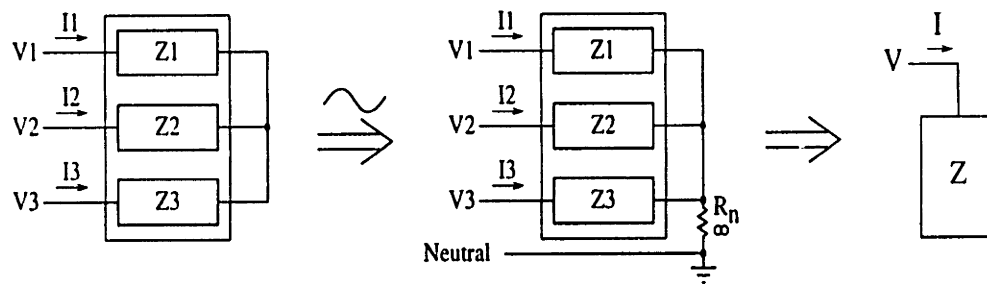 I1
V1
Z1
I2
V2
Z2
I3
V3
Z3
I1
V1
Z1
I2
V2
Z2
I3
V3
Z3
Rn
∞
Neutral
I
V
Z